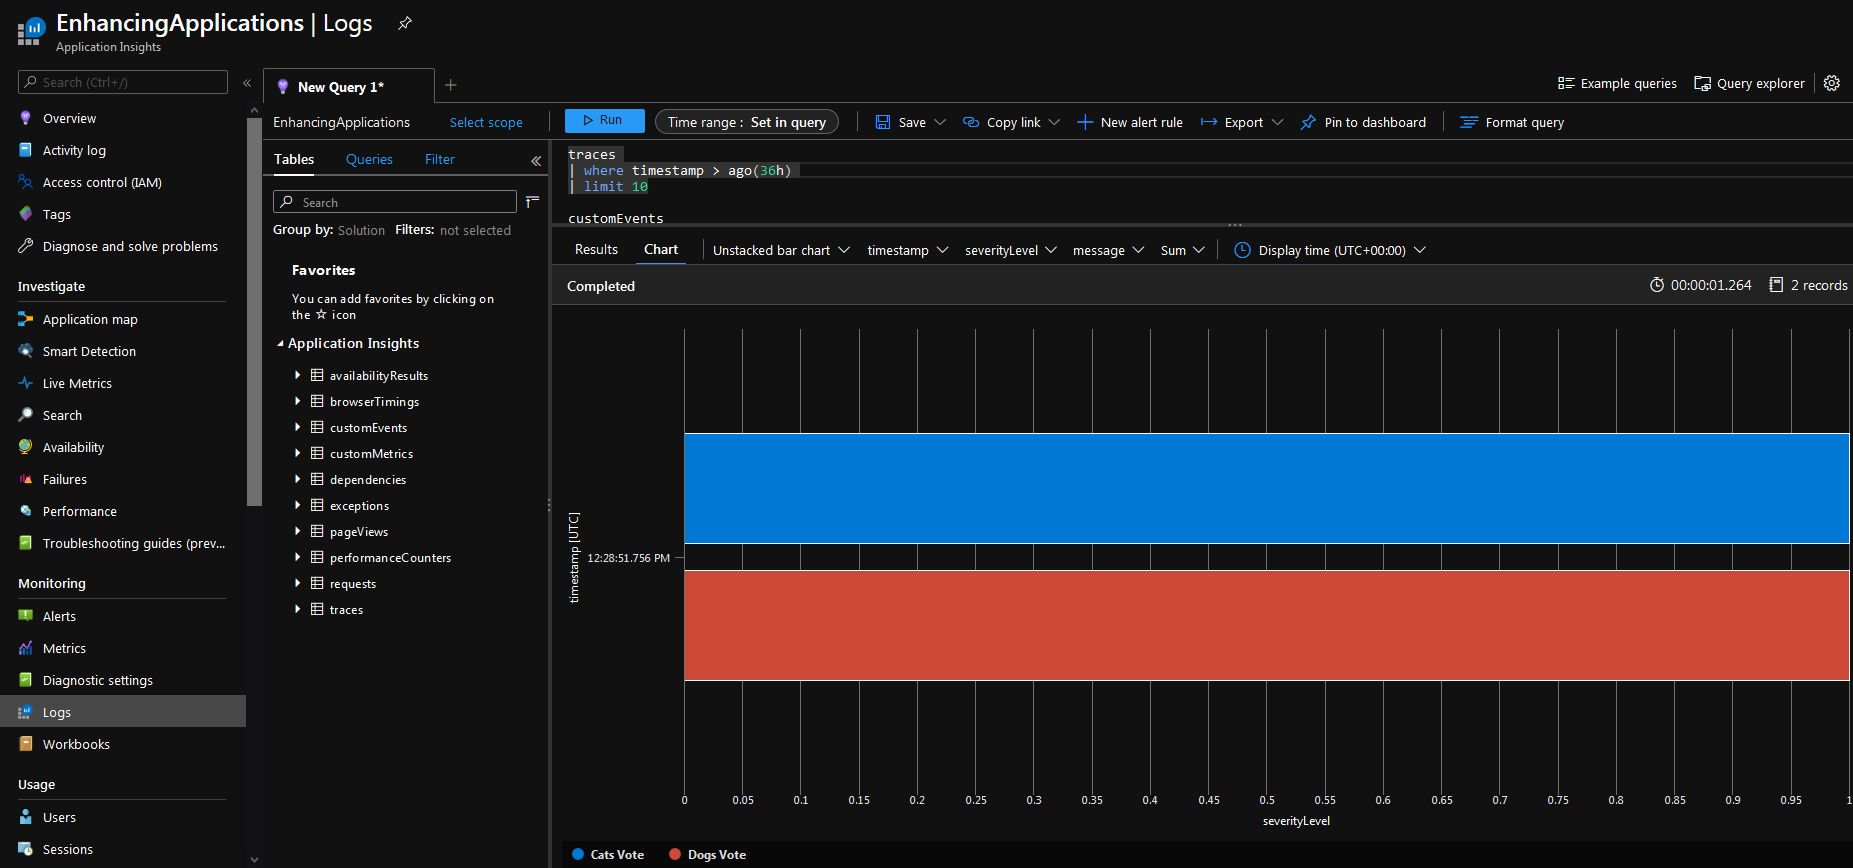 EnhancingApplications | Logs
Application Insights
Search (Ctrl+/)
«
Overview
Activity log
Access control (IAM)
Tags
Diagnose and solve problems
Investigate
Application map
Smart Detection
Live Metrics
Search
Availability
Failures
Performance
Troubleshooting guides (prev...
Monitoring
Alerts
Metrics
Diagnostic settings
Logs
Workbooks
Usage
Users
Sessions
New Query 1*
Example queries
Query explorer
EnhancingApplications
Select scope
Run
Time range : Set in query
Save
Copy link
New alert rule
Export
Pin to dashboard
Format query
Tables
Queries
Filter
«
Search
Group by: Solution Filters: not selected
Favorites
You can add favorites by clicking on
the ☆ icon
Application Insights
availabilityResults
browserTimings
customEvents
customMetrics
dependencies
exceptions
pageViews
performanceCounters
requests
traces
traces
| where timestamp > ago(36h)
| limit 10
customEvents
Results
Chart
Unstacked bar chart
timestamp
severityLevel
message
Sum
Display time (UTC+00:00)
Completed
00:00:01.264
2 records
timestamp [UTC]
12:28:51.756 PM
0 0.05 0.1 0.15 0.2 0.25 0.3 0.35 0.4 0.45 0.5 0.55 0.6 0.65 0.7 0.75 0.8 0.85 0.9 0.95 1
severityLevel
Cats Vote Dogs Vote